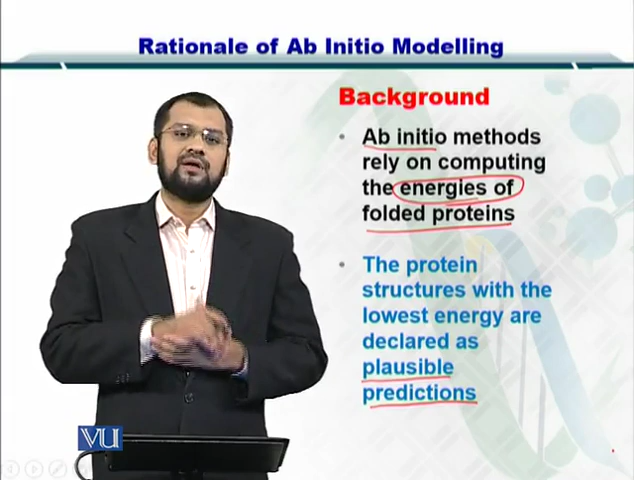 Rationale of Ab Initio Modelling
Background
• Ab initio methods
rely on computing
the energies of
folded proteins
• The protein
structures with the
lowest energy are
declared as
plausible
predictions
VU